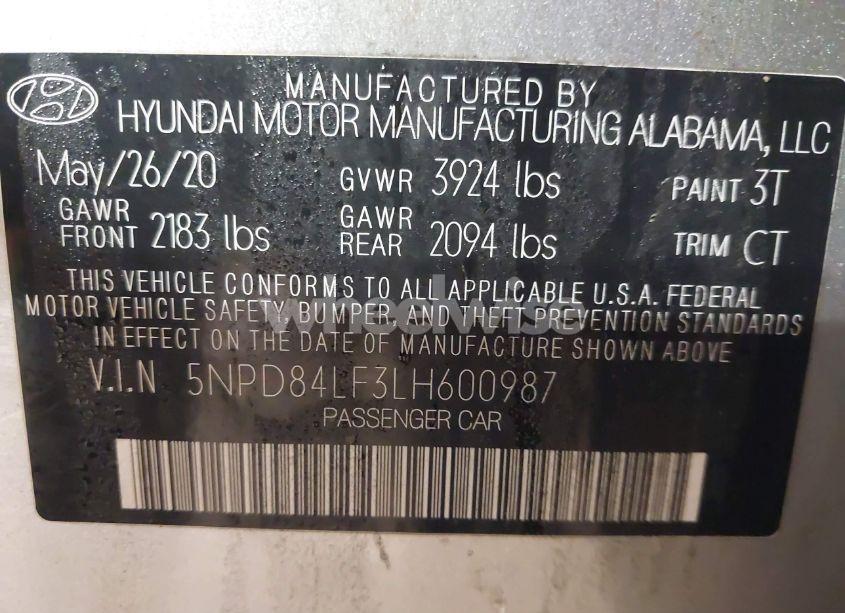 MANUFACTURED BY
HYUNDAI MOTOR MANUFACTURING ALABAMA, LLC
May/26/20 GVWR 3924 lbs PAINT 3T
GAWR FRONT 2183 lbs GAWR REAR 2094 lbs TRIM CT
THIS VEHICLE CONFORMS TO ALL APPLICABLE U.S.A. FEDERAL
MOTOR VEHICLE SAFETY, BUMPER, AND THEFT PREVENTION STANDARDS
IN EFFECT ON THE DATE OF MANUFACTURE SHOWN ABOVE.
V.I.N 5NPD84LF3LH600987
PASSENGER CAR
wheelwise